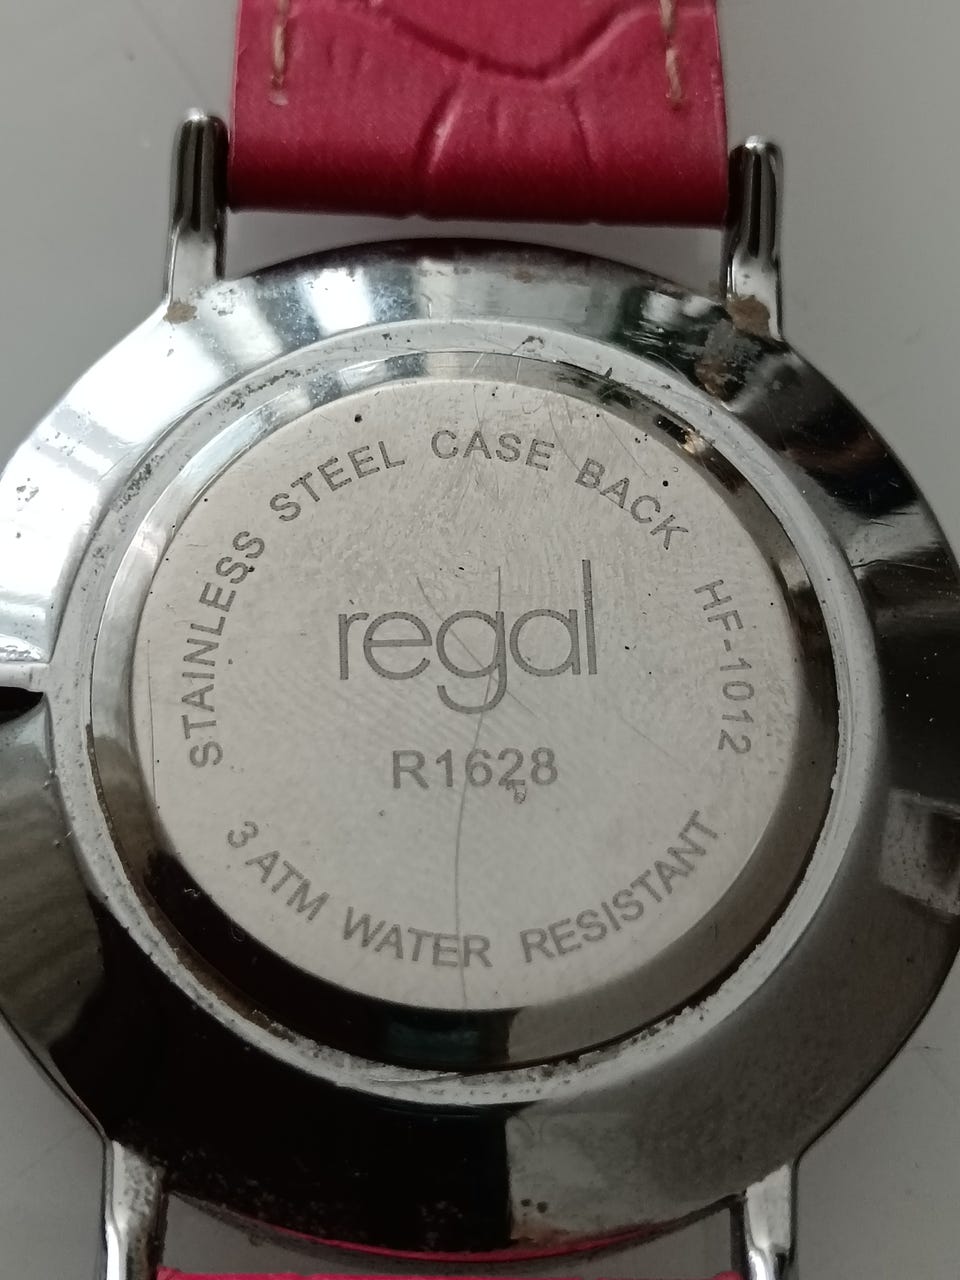 STAINLESS STEEL CASE BACK
HF-1012
regal
R1628
3 ATM WATER RESISTANT